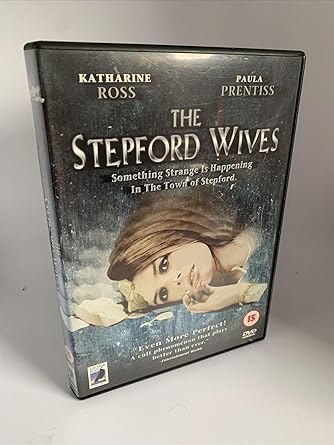 KATHARINE
ROSS
PAULA
PRENTISS
THE
STEPFORD WIVES
Something Strange Is Happening
In The Town of Stepford.
"Even More Perfect!
A cult phenomenon that plays
better than ever."
15
DVD